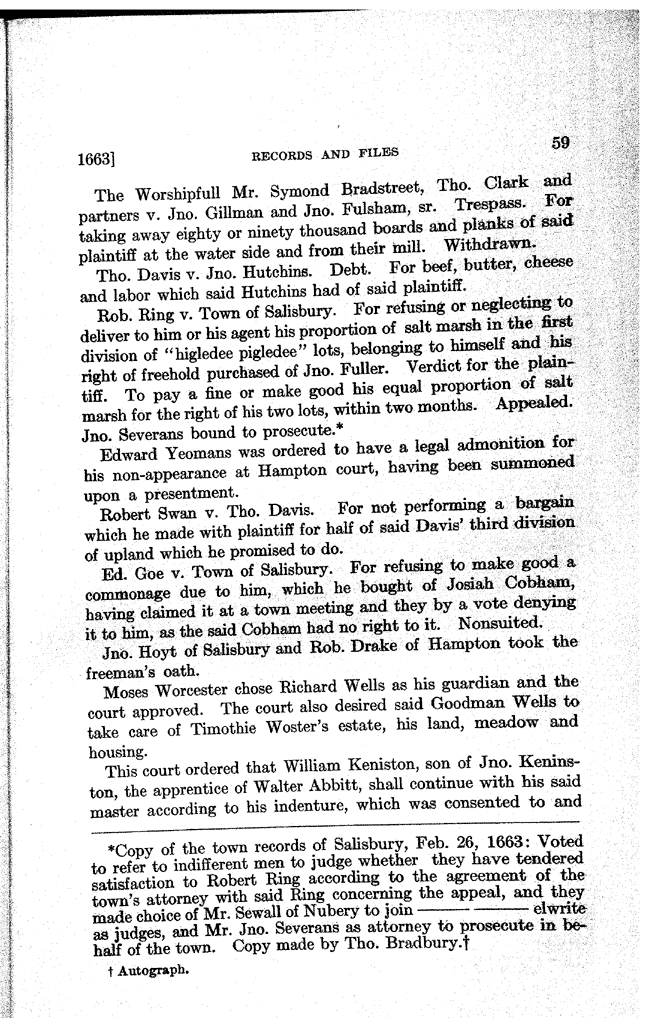 1663] RECORDS AND FILES 59
The Worshipfull Mr. Symond Bradstreet, Tho. Clark and
partners v. Jno. Gillman and Jno. Fulsham, sr. Trespass. For
taking away eighty or ninety thousand boards and planks of said
plaintiff at the water side and from their mill. Withdrawn.
Tho. Davis v. Jno. Hutchins. Debt. For beef, butter, cheese
and labor which said Hutchins had of said plaintiff.
Rob. Ring v. Town of Salisbury. For refusing or neglecting to
deliver to him or his agent his proportion of salt marsh in the first
division of "higledee pigledee" lots, belonging to himself and his
right of freehold purchased of Jno. Fuller. Verdict for the plain-
tiff. To pay a fine or make good his equal proportion of salt
marsh for the right of his two lots, within two months. Appealed.
Jno. Severans bound to prosecute.*
Edward Yeomans was ordered to have a legal admonition for
his non-appearance at Hampton court, having been summoned
upon a presentment.
Robert Swan v. Tho. Davis. For not performing a bargain
which he made with plaintiff for half of said Davis' third division
of upland which he promised to do.
Ed. Goe v. Town of Salisbury. For refusing to make good a
commonage due to him, which he bought of Josiah Cobham,
having claimed it at a town meeting and they by a vote denying
it to him, as the said Cobham had no right to it. Nonsuited.
Jno. Hoyt of Salisbury and Rob. Drake of Hampton took the
freeman's oath.
Moses Worcester chose Richard Wells as his guardian and the
court approved. The court also desired said Goodman Wells to
take care of Timothie Woster's estate, his land, meadow and
housing.
This court ordered that William Keniston, son of Jno. Kenins-
ton, the apprentice of Walter Abbitt, shall continue with his said
master according to his indenture, which was consented to and
*Copy of the town records of Salisbury, Feb. 26, 1663: Voted
to refer to indifferent men to judge whether they have tendered
satisfaction to Robert Ring according to the agreement of the
town's attorney with said Ring concerning the appeal, and they
made choice of Mr. Sewall of Nubery to join ——— ——— elwrite
as judges, and Mr. Jno. Severans as attorney to prosecute in be-
half of the town. Copy made by Tho. Bradbury.†
† Autograph.